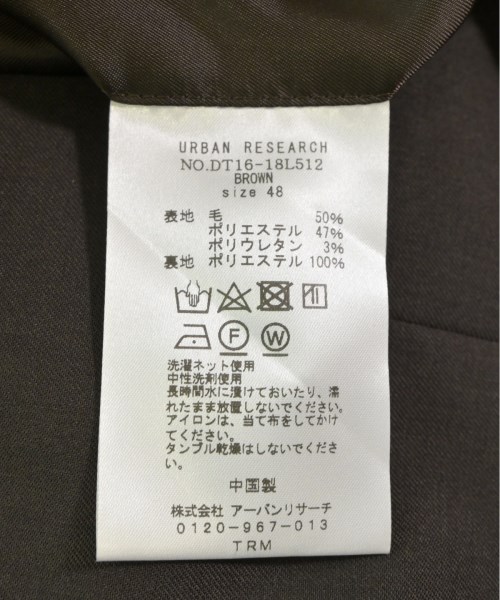 URBAN RESEARCH
NO.DT16-18L512
BROWN
size 48
表地 毛 50%
ポリエステル 47%
ポリウレタン 3%
裏地 ポリエステル 100%
F W
洗濯ネット使用
中性洗剤使用
長時間水に漬けておいたり、濡
れたまま放置しないでください。
アイロンは、当て布をしてかけ
てください。
タンブル乾燥はしないでくださ
い。
中国製
株式会社 アーバンリサーチ
0120-967-013
TRM